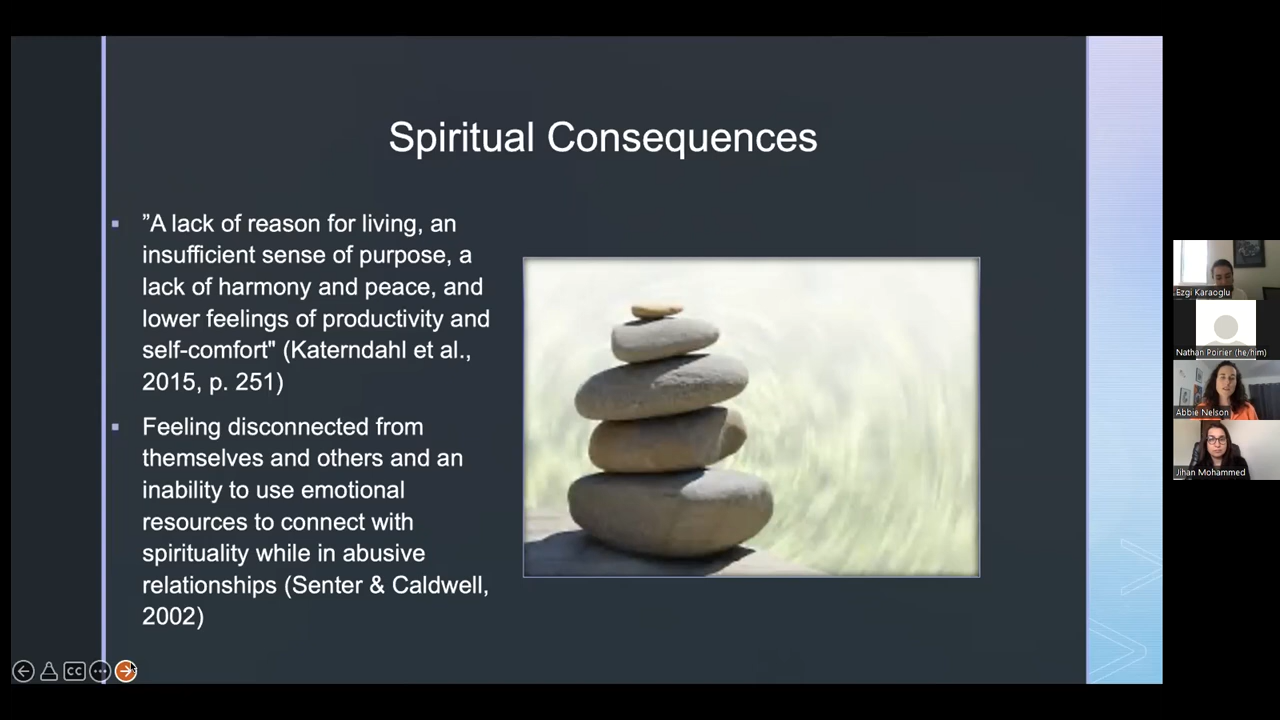 Spiritual Consequences
”A lack of reason for living, an
insufficient sense of purpose, a
lack of harmony and peace, and
lower feelings of productivity and
self-comfort" (Katerndahl et al.,
2015, p. 251)
Feeling disconnected from
themselves and others and an
inability to use emotional
resources to connect with
spirituality while in abusive
relationships (Senter & Caldwell,
2002)
CC
Ezgi Karaoglu
Nathan Poirier (he/him)
Abbie Nelson
Jihan Mohammed